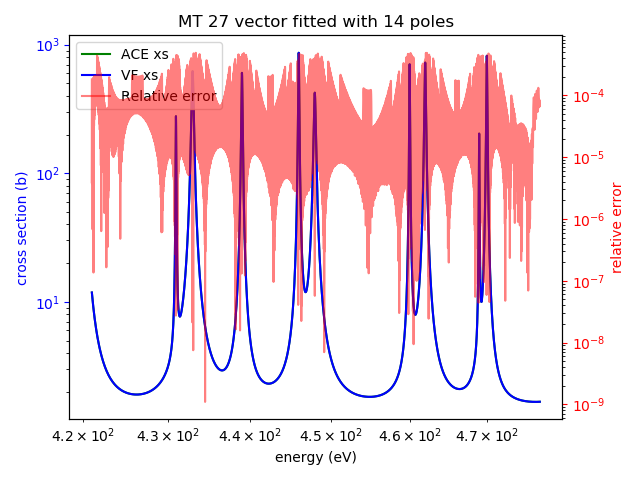 MT 27 vector fitted with 14 poles
ACE xs
VF xs
Relative error
cross section (b)
10³
10²
10¹
relative error
10⁻⁴
10⁻⁵
10⁻⁶
10⁻⁷
10⁻⁸
10⁻⁹
4.2 × 10² 4.3 × 10² 4.4 × 10² 4.5 × 10² 4.6 × 10² 4.7 × 10²
energy (eV)